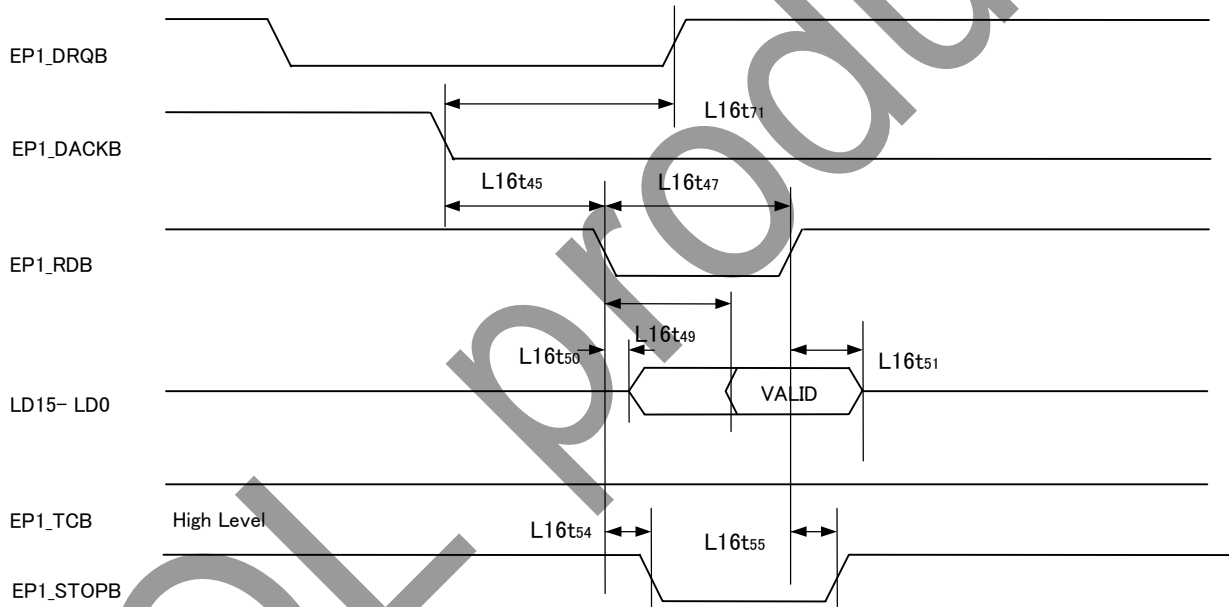 EP1_DRQB
L16t71
EP1_DACKB
L16t45
L16t47
EP1_RDB
L16t49
L16t50
L16t51
LD15- LD0
VALID
EP1_TCB
High Level
L16t54
L16t55
EP1_STOPB